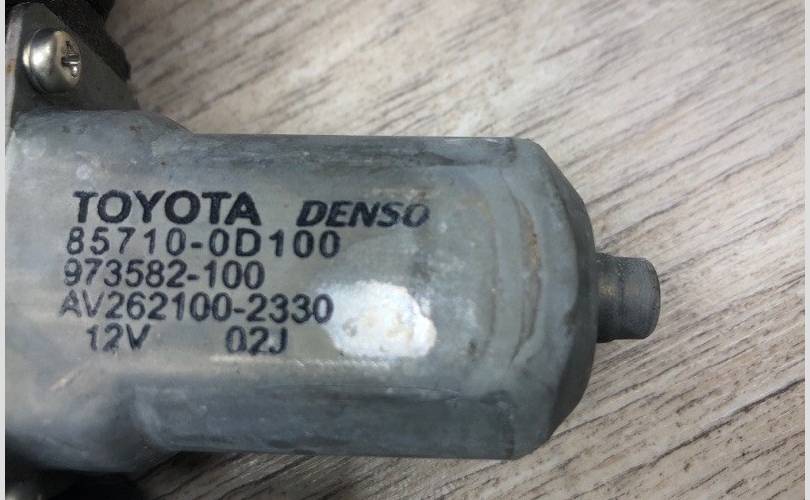 TOYOTA DENSO
85710-0D100
973582-100
AV262100-2330
12V 02J